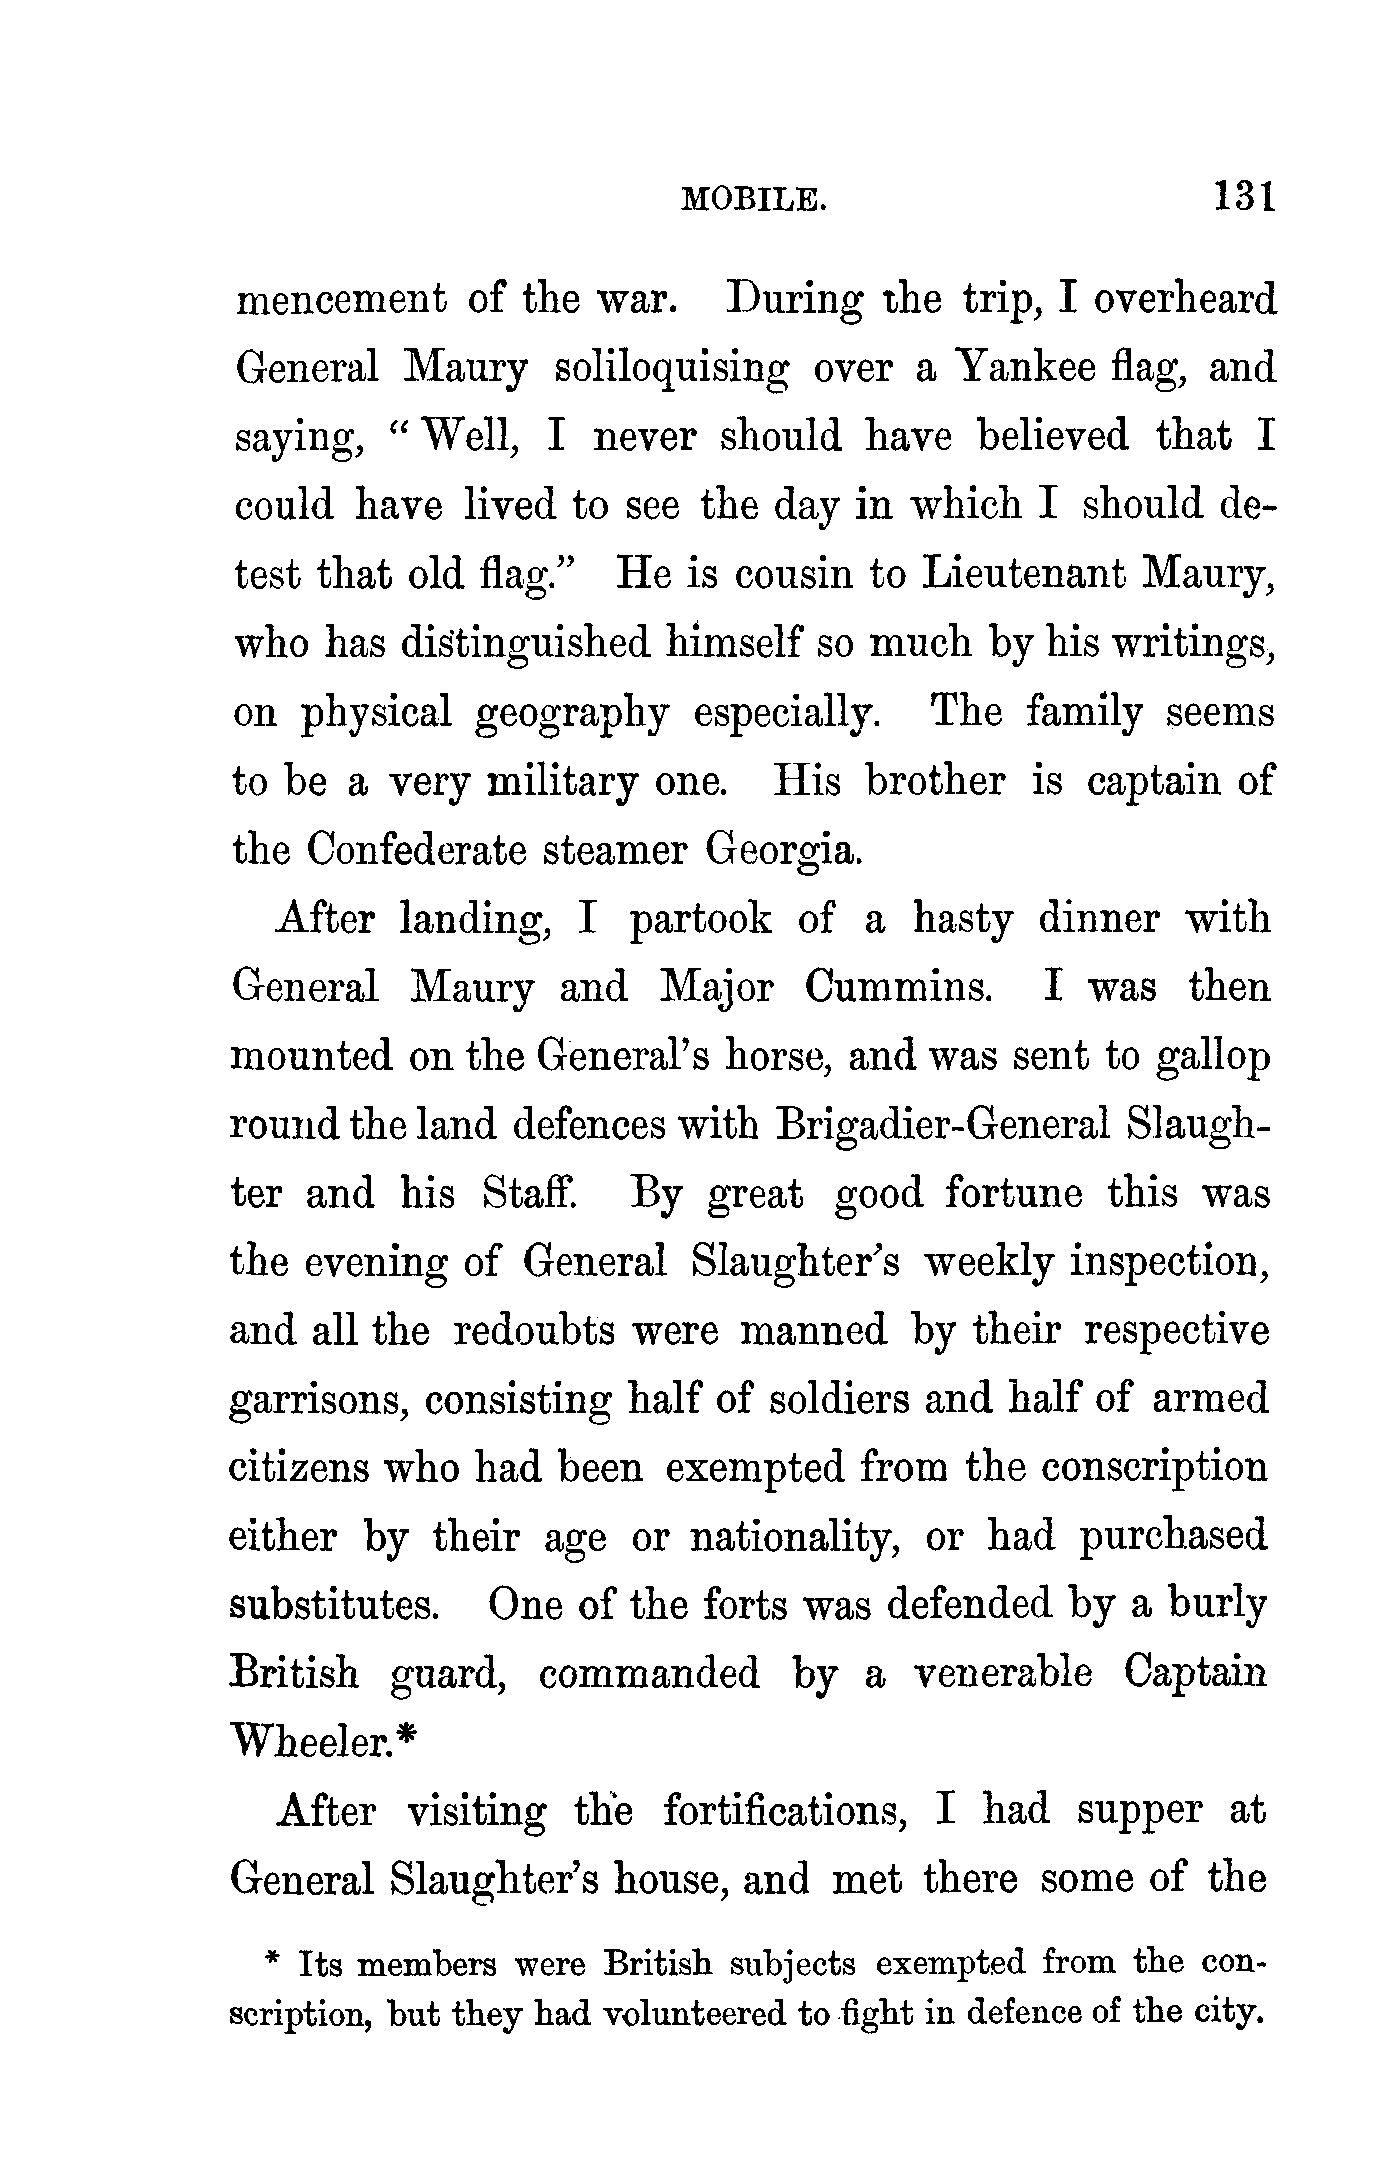 MOBILE. 131
mencement of the war. During the trip, I overheard
General Maury soliloquising over a Yankee flag, and
saying, “Well, I never should have believed that I
could have lived to see the day in which I should de-
test that old flag.” He is cousin to Lieutenant Maury,
who has distinguished himself so much by his writings,
on physical geography especially. The family seems
to be a very military one. His brother is captain of
the Confederate steamer Georgia.
After landing, I partook of a hasty dinner with
General Maury and Major Cummins. I was then
mounted on the General’s horse, and was sent to gallop
round the land defences with Brigadier-General Slaugh-
ter and his Staff. By great good fortune this was
the evening of General Slaughter’s weekly inspection,
and all the redoubts were manned by their respective
garrisons, consisting half of soldiers and half of armed
citizens who had been exempted from the conscription
either by their age or nationality, or had purchased
substitutes. One of the forts was defended by a burly
British guard, commanded by a venerable Captain
Wheeler.*
After visiting the fortifications, I had supper at
General Slaughter’s house, and met there some of the
* Its members were British subjects exempted from the con-
scription, but they had volunteered to fight in defence of the city.